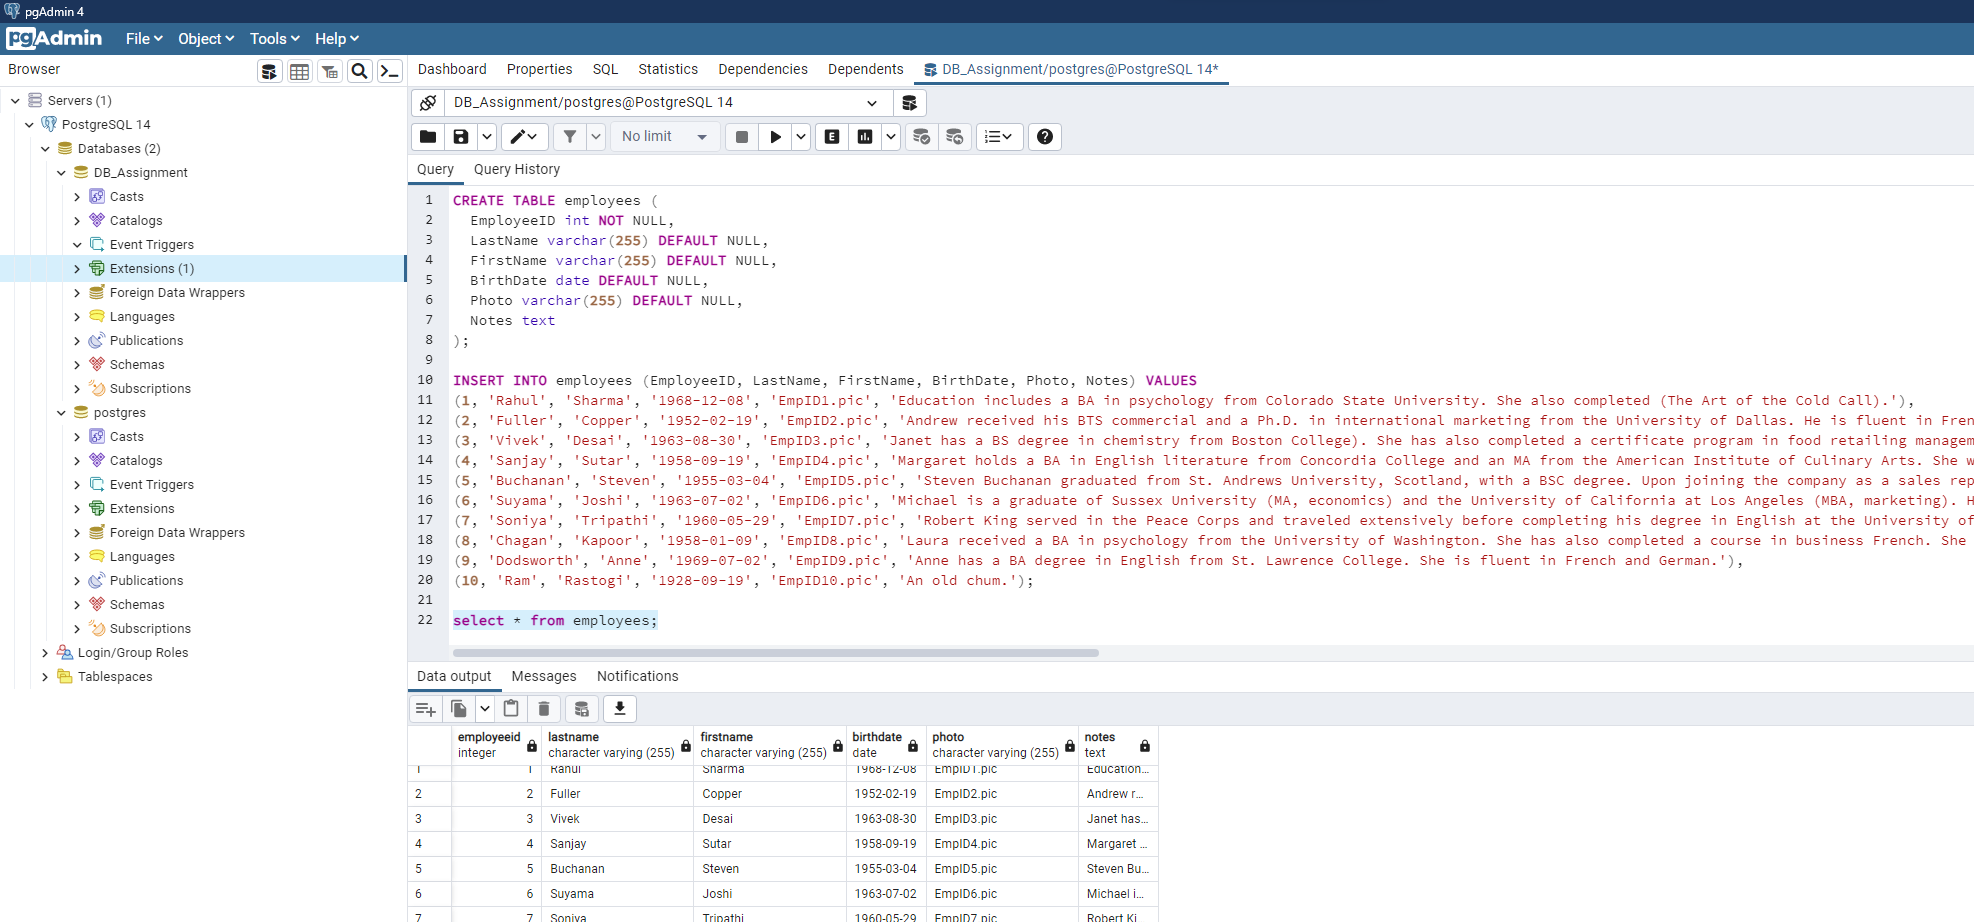 pgAdmin 4
pgAdmin File Object Tools Help
Browser
Dashboard Properties SQL Statistics Dependencies Dependents DB_Assignment/postgres@PostgreSQL 14*
Servers (1)
PostgreSQL 14
Databases (2)
DB_Assignment
Casts
Catalogs
Event Triggers
Extensions (1)
Foreign Data Wrappers
Languages
Publications
Schemas
Subscriptions
postgres
Casts
Catalogs
Event Triggers
Extensions
Foreign Data Wrappers
Languages
Publications
Schemas
Subscriptions
Login/Group Roles
Tablespaces
DB_Assignment/postgres@PostgreSQL 14
No limit
E
Query Query History
1 CREATE TABLE employees (
2 EmployeeID int NOT NULL,
3 LastName varchar(255) DEFAULT NULL,
4 FirstName varchar(255) DEFAULT NULL,
5 BirthDate date DEFAULT NULL,
6 Photo varchar(255) DEFAULT NULL,
7 Notes text
8 );
9
10 INSERT INTO employees (EmployeeID, LastName, FirstName, BirthDate, Photo, Notes) VALUES
11 (1, 'Rahul', 'Sharma', '1968-12-08', 'EmpID1.pic', 'Education includes a BA in psychology from Colorado State University. She also completed (The Art of the Cold Call).'),
12 (2, 'Fuller', 'Copper', '1952-02-19', 'EmpID2.pic', 'Andrew received his BTS commercial and a Ph.D. in international marketing from the University of Dallas. He is fluent in Fren
13 (3, 'Vivek', 'Desai', '1963-08-30', 'EmpID3.pic', 'Janet has a BS degree in chemistry from Boston College). She has also completed a certificate program in food retailing managem
14 (4, 'Sanjay', 'Sutar', '1958-09-19', 'EmpID4.pic', 'Margaret holds a BA in English literature from Concordia College and an MA from the American Institute of Culinary Arts. She w
15 (5, 'Buchanan', 'Steven', '1955-03-04', 'EmpID5.pic', 'Steven Buchanan graduated from St. Andrews University, Scotland, with a BSC degree. Upon joining the company as a sales rep
16 (6, 'Suyama', 'Joshi', '1963-07-02', 'EmpID6.pic', 'Michael is a graduate of Sussex University (MA, economics) and the University of California at Los Angeles (MBA, marketing). H
17 (7, 'Soniya', 'Tripathi', '1960-05-29', 'EmpID7.pic', 'Robert King served in the Peace Corps and traveled extensively before completing his degree in English at the University of
18 (8, 'Chagan', 'Kapoor', '1958-01-09', 'EmpID8.pic', 'Laura received a BA in psychology from the University of Washington. She has also completed a course in business French. She
19 (9, 'Dodsworth', 'Anne', '1969-07-02', 'EmpID9.pic', 'Anne has a BA degree in English from St. Lawrence College. She is fluent in French and German.'),
20 (10, 'Ram', 'Rastogi', '1928-09-19', 'EmpID10.pic', 'An old chum.');
21
22 select * from employees;
Data output Messages Notifications
employeeid lastname firstname birthdate photo notes
integer character varying (255) character varying (255) date character varying (255) text
1 1 Rahul Sharma 1968-12-08 EmpID1.pic Education...
2 2 Fuller Copper 1952-02-19 EmpID2.pic Andrew r...
3 3 Vivek Desai 1963-08-30 EmpID3.pic Janet has...
4 4 Sanjay Sutar 1958-09-19 EmpID4.pic Margaret ...
5 5 Buchanan Steven 1955-03-04 EmpID5.pic Steven Bu...
6 6 Suyama Joshi 1963-07-02 EmpID6.pic Michael i...
7 7 Soniya Tripathi 1960-05-29 EmpID7.pic Robert Ki